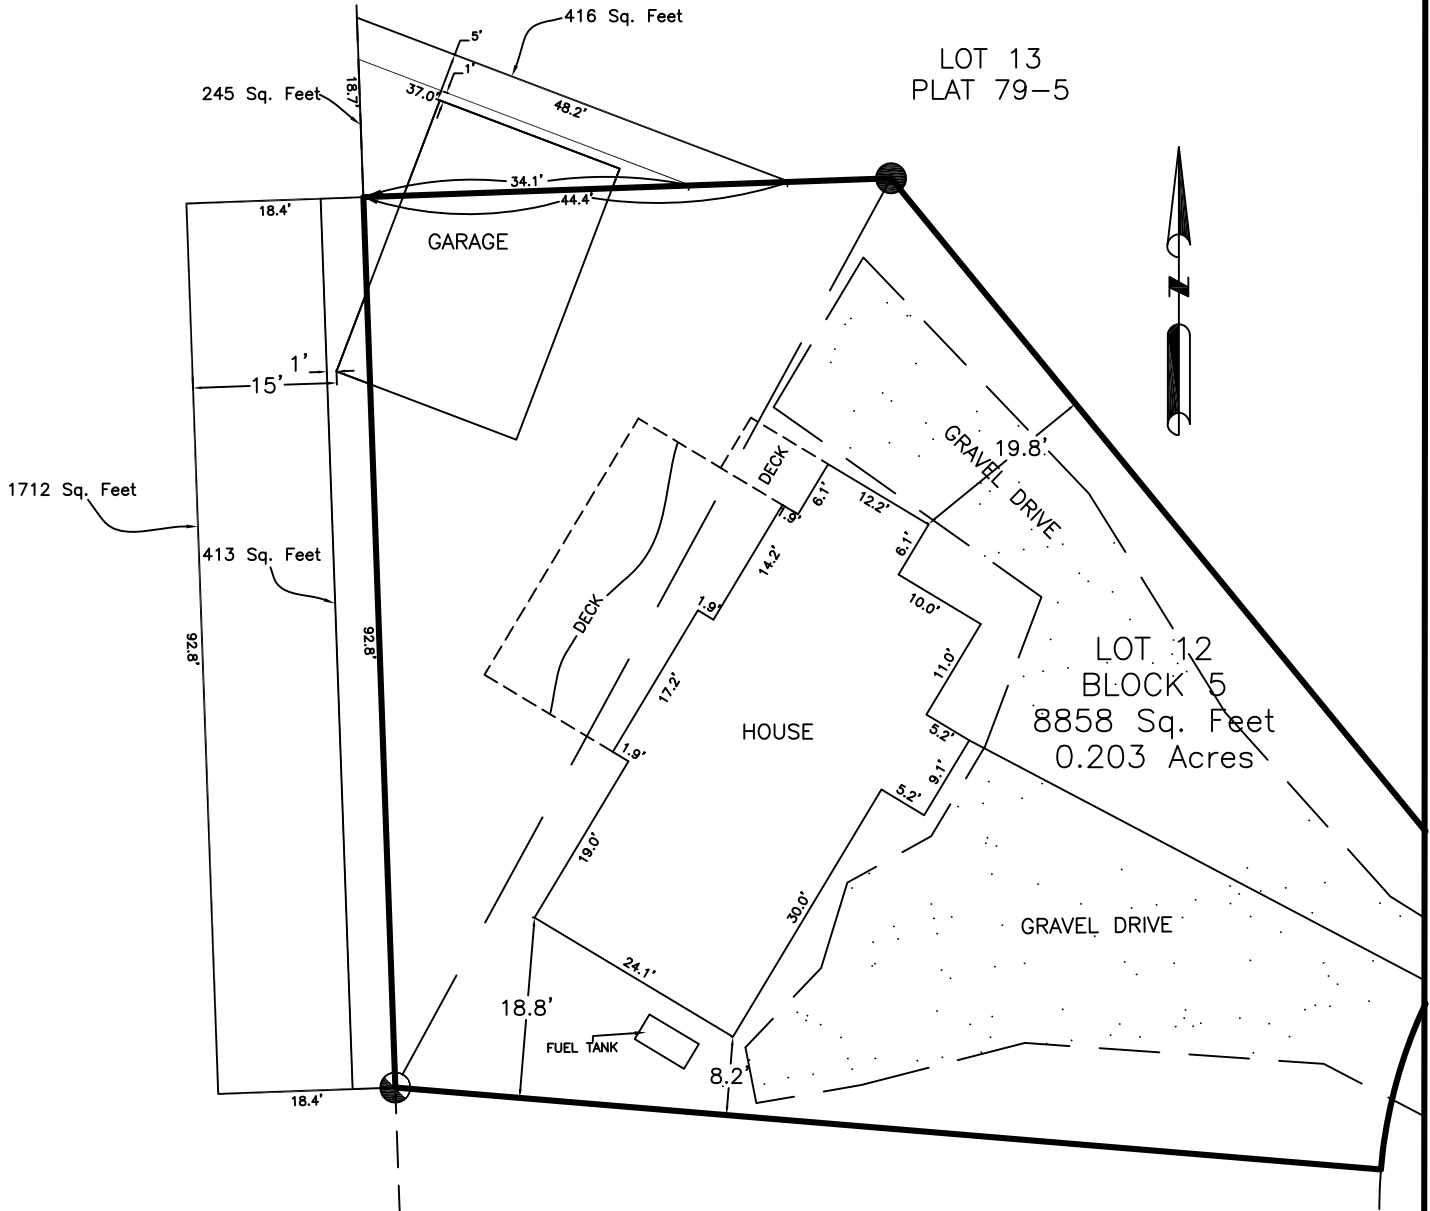 416 Sq. Feet
5'
LOT 13
PLAT 79-5
1'
245 Sq. Feet
18.7'
37.0'
48.2'
34.1'
44.4'
18.4'
GARAGE
N
1'
15'
GRAVEL DRIVE
19.8'
DECK
6.1'
12.2'
1.9'
1712 Sq. Feet
14.2'
6.1'
413 Sq. Feet
1.9'
10.0'
DECK
92.8'
92.8'
11.0'
LOT 12
BLOCK 5
8858 Sq. Feet
0.203 Acres
17.2'
HOUSE
5.2'
1.9'
9.1'
5.2'
19.0'
30.0'
GRAVEL DRIVE
24.1'
18.8'
FUEL TANK
8.2'
18.4'